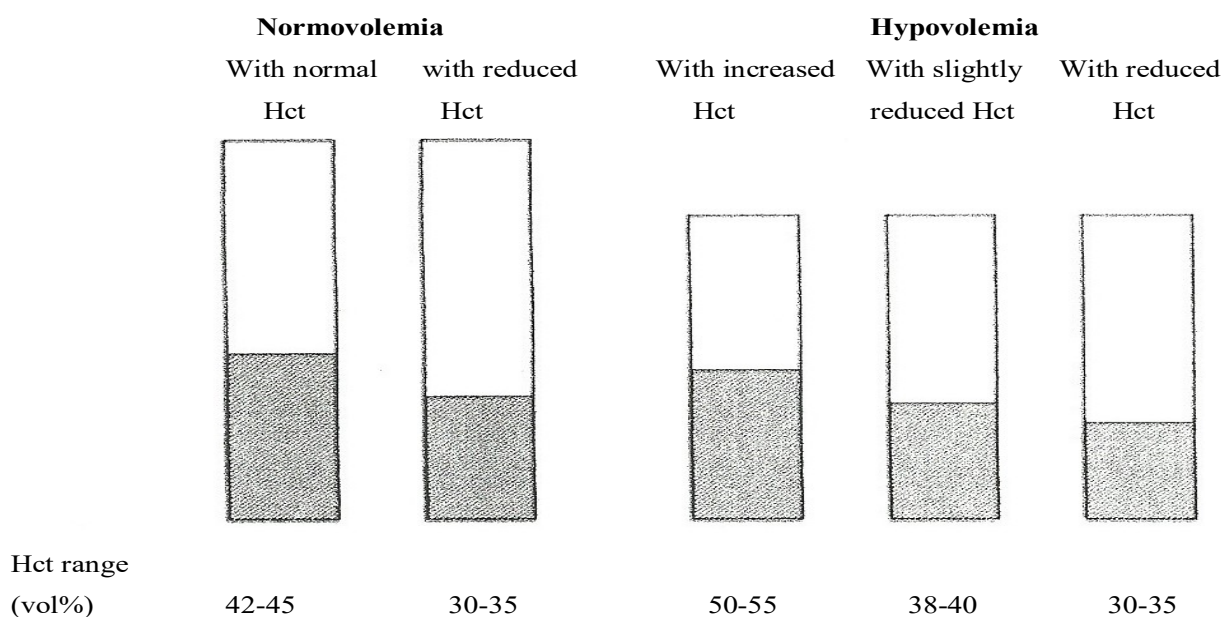 Normovolemia Hypovolemia
With normal with reduced With increased With slightly With reduced
Hct Hct Hct reduced Hct Hct
Hct range
(vol%) 42-45 30-35 50-55 38-40 30-35